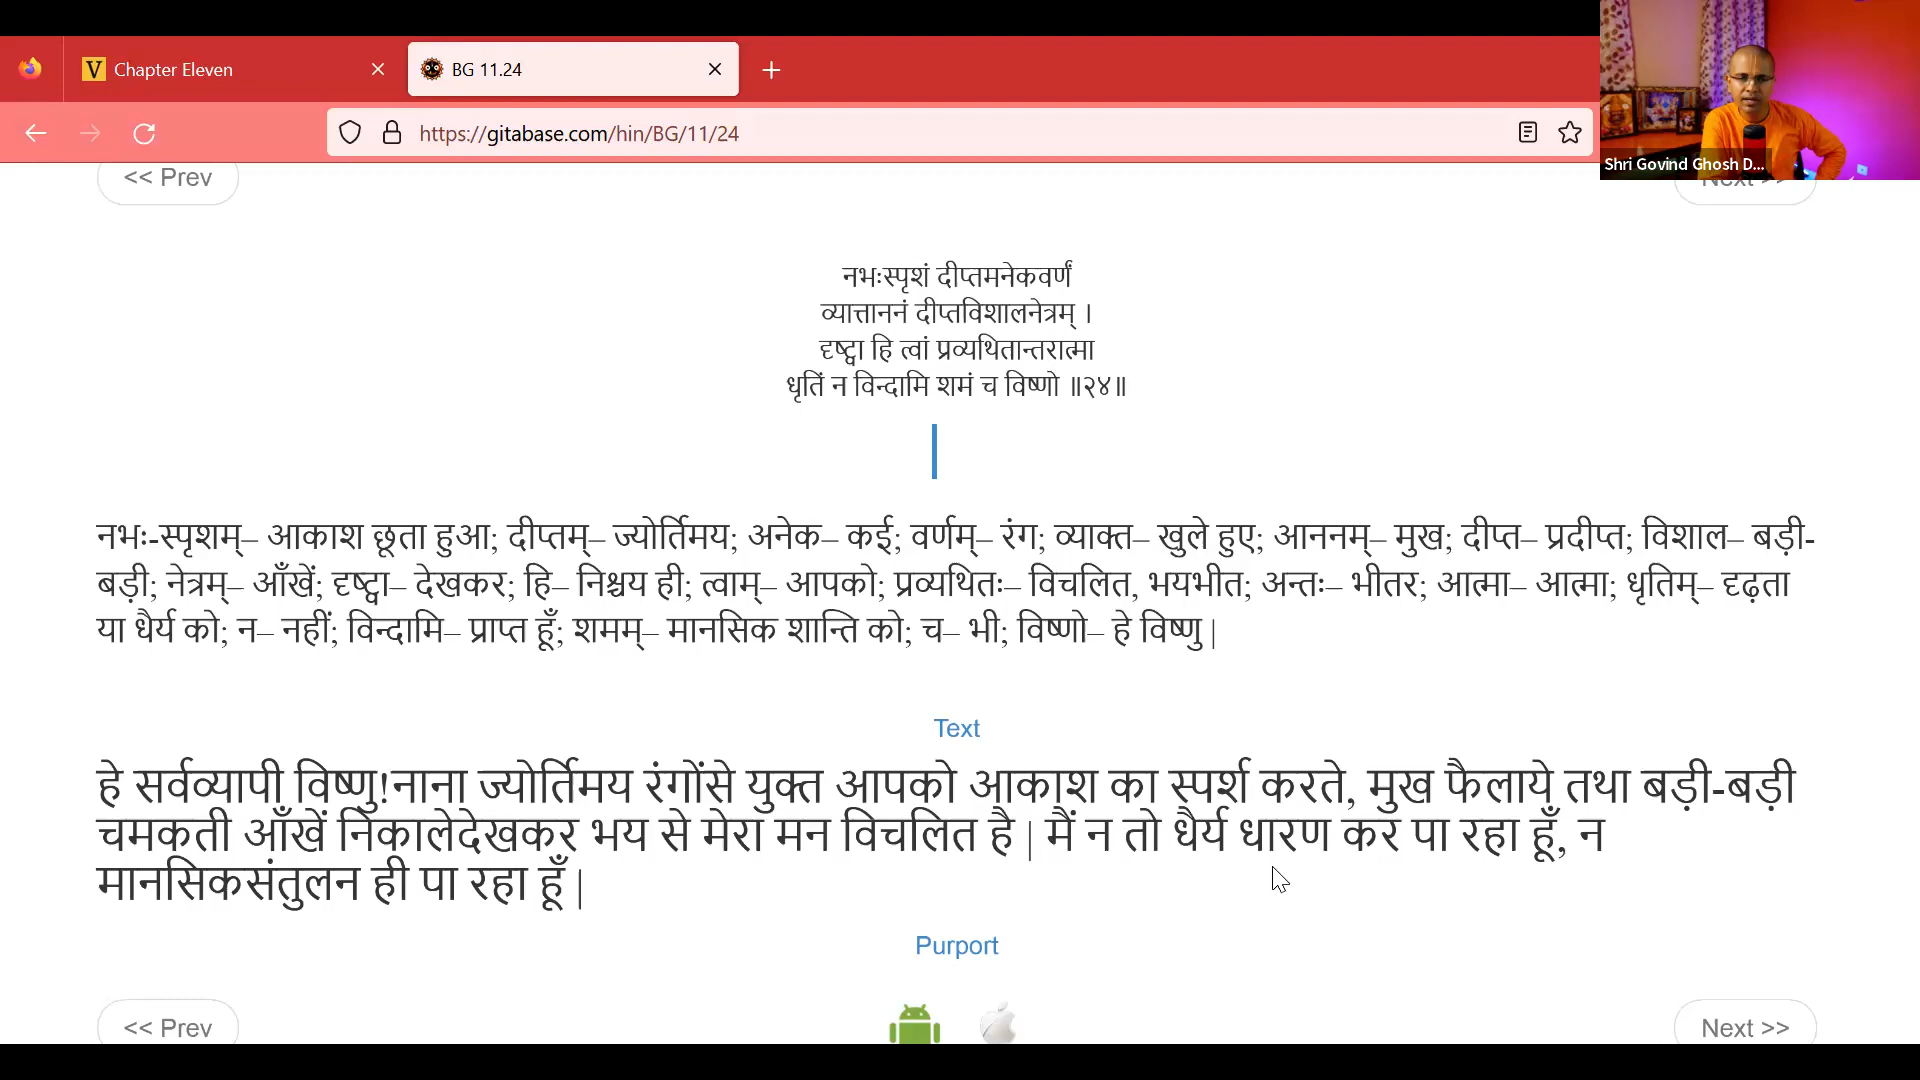 Chapter Eleven
BG 11.24
https://gitabase.com/hin/BG/11/24
Shri Govind Ghosh D...
<< Prev
Next >>
नभःस्पृशं दीप्तमनेकवर्णं
व्यात्ताननं दीप्तविशालनेत्रम् ।
दृष्ट्वा हि त्वां प्रव्यथितान्तरात्मा
धृतिं न विन्दामि शमं च विष्णो ॥२४॥
नभः-स्पृशम्– आकाश छूता हुआ; दीप्तम्– ज्योर्तिमय; अनेक– कई; वर्णम्– रंग; व्याक्त– खुले हुए; आननम्– मुख; दीप्त– प्रदीप्त; विशाल– बड़ी-
बड़ी; नेत्रम्– आँखें; दृष्ट्वा– देखकर; हि– निश्चय ही; त्वाम्– आपको; प्रव्यथितः– विचलित, भयभीत; अन्तः– भीतर; आत्मा– आत्मा; धृतिम्– दृढ़ता
या धैर्य को; न– नहीं; विन्दामि– प्राप्त हूँ; शमम्– मानसिक शान्ति को; च– भी; विष्णो– हे विष्णु |
Text
हे सर्वव्यापी विष्णु!नाना ज्योर्तिमय रंगोंसे युक्त आपको आकाश का स्पर्श करते, मुख फैलाये तथा बड़ी-बड़ी
चमकती आँखें निकालेदेखकर भय से मेरा मन विचलित है | मैं न तो धैर्य धारण कर पा रहा हूँ, न
मानसिकसंतुलन ही पा रहा हूँ |
Purport
<< Prev
Next >>